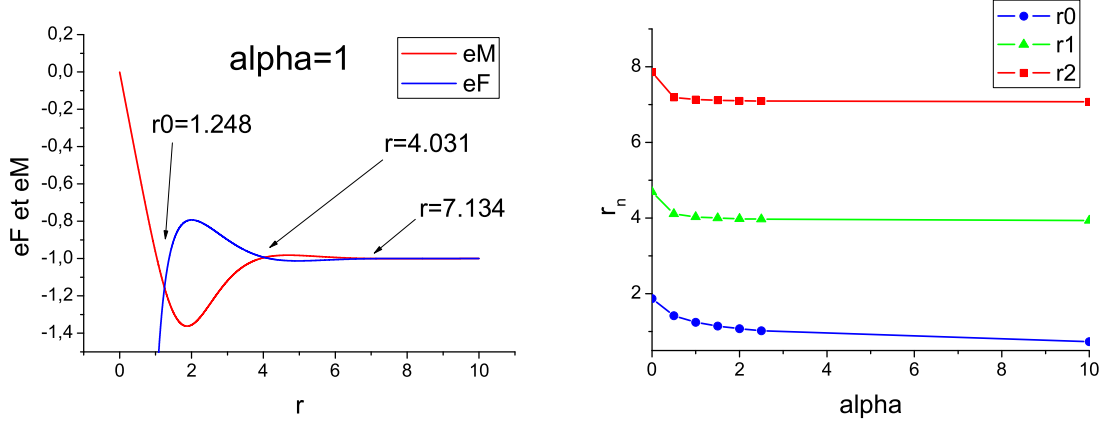 alpha=1
eM
eF
r0=1.248
r=4.031
r=7.134
0,2
0,0
-0,2
-0,4
-0,6
-0,8
-1,0
-1,2
-1,4
eF et eM
0 2 4 6 8 10
r
r0
r1
r2
8
6
4
2
rn
0 2 4 6 8 10
alpha